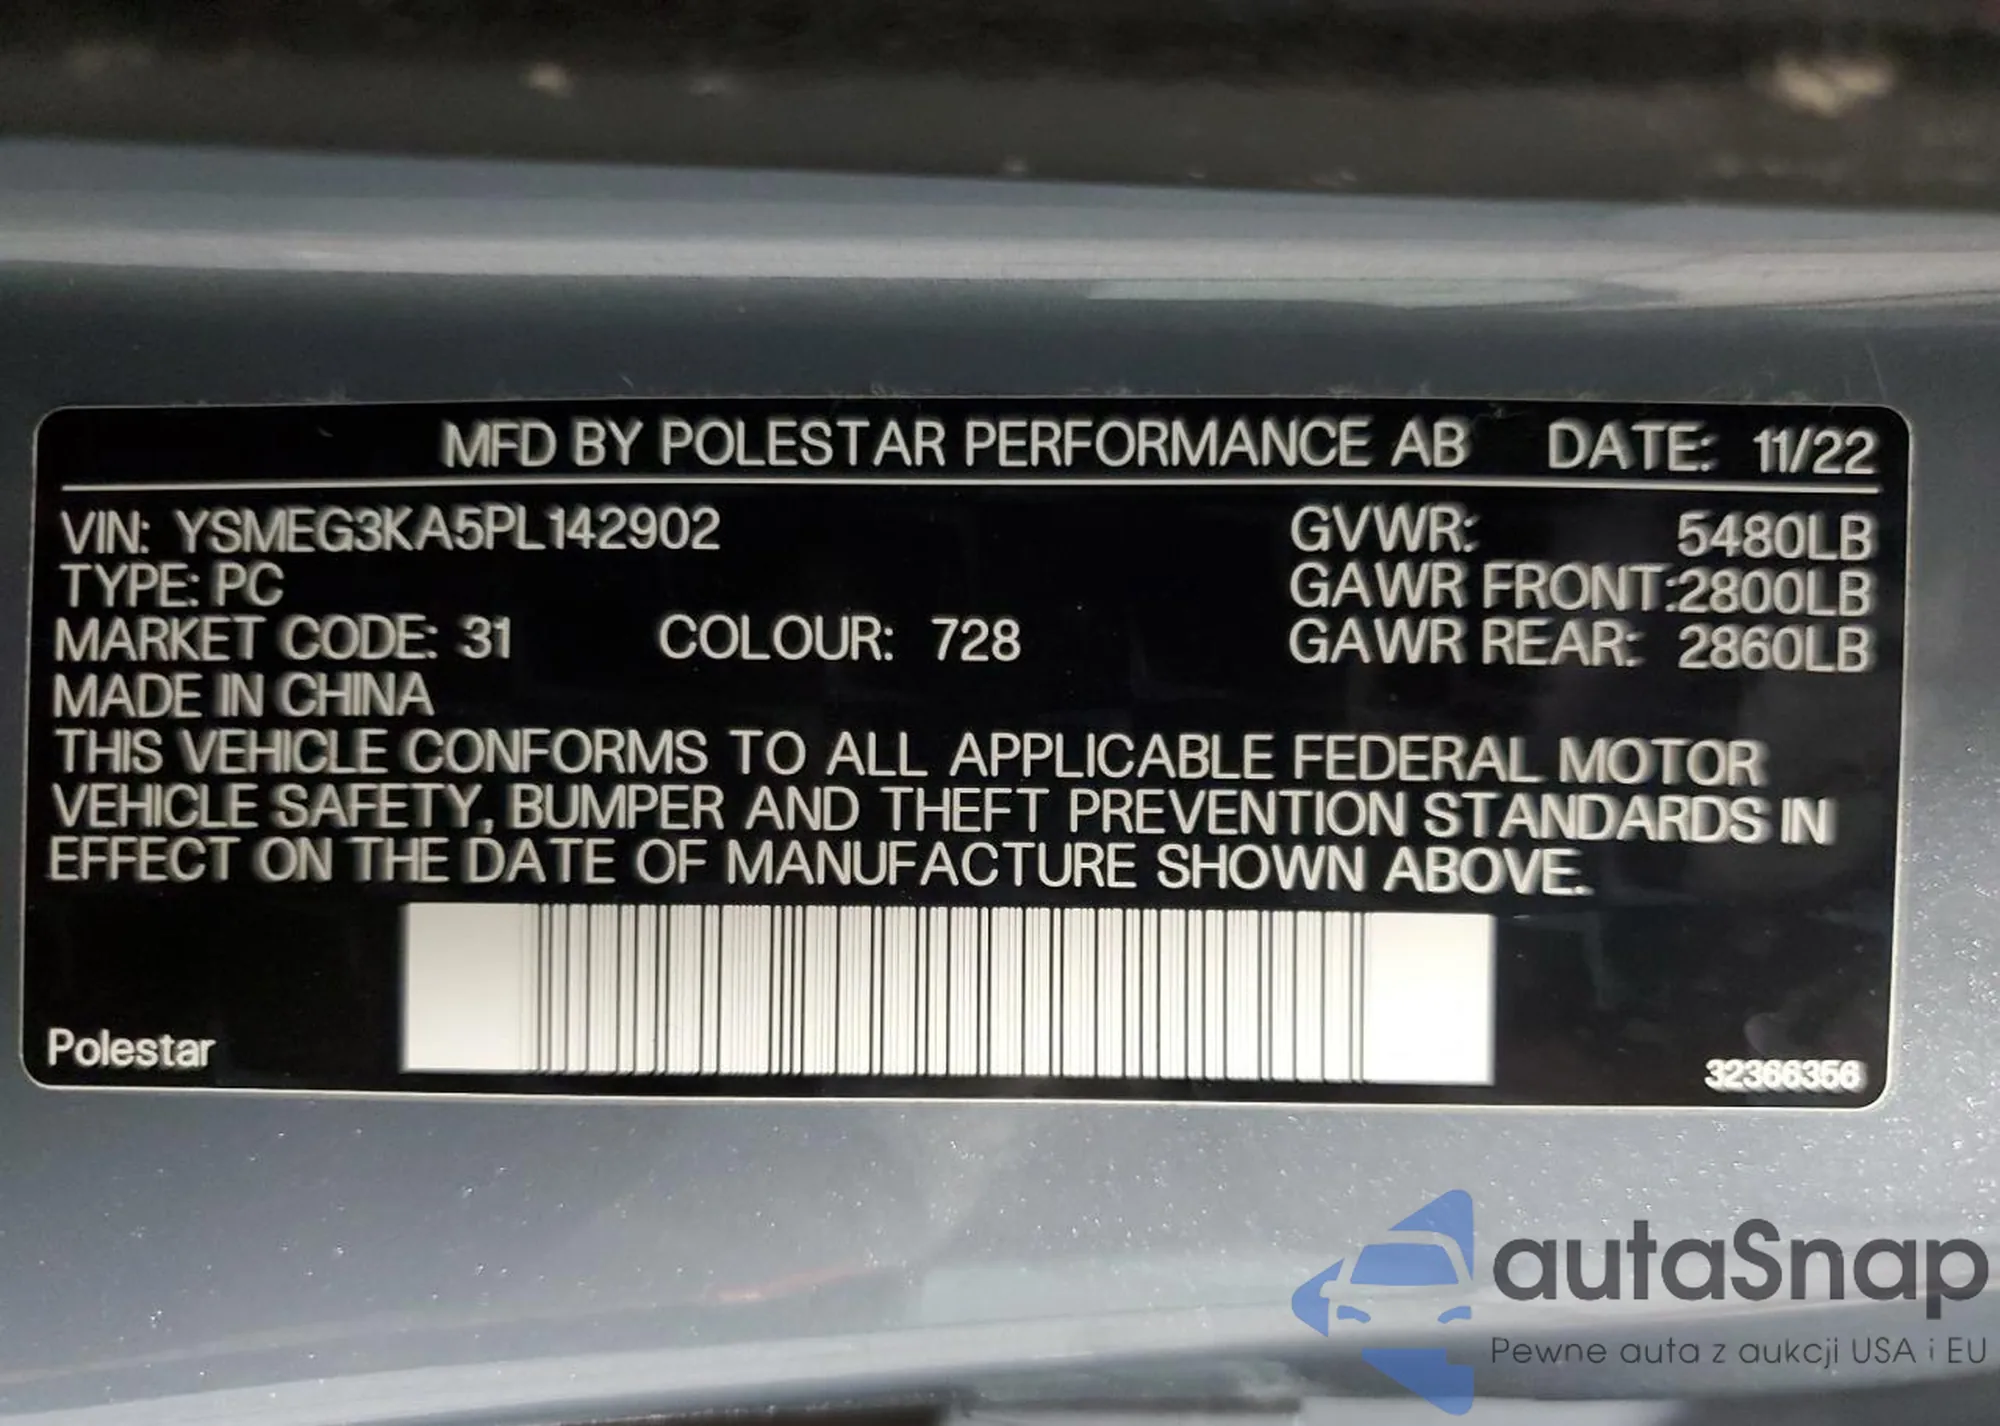 MFD BY POLESTAR PERFORMANCE AB DATE: 11/22
VIN: YSMEG3KA5PL142902 GVWR: 5480LB
TYPE: PC GAWR FRONT:2800LB
MARKET CODE: 31 COLOUR: 728 GAWR REAR: 2860LB
MADE IN CHINA
THIS VEHICLE CONFORMS TO ALL APPLICABLE FEDERAL MOTOR
VEHICLE SAFETY, BUMPER AND THEFT PREVENTION STANDARDS IN
EFFECT ON THE DATE OF MANUFACTURE SHOWN ABOVE.
Polestar 32366356
autaSnap
Pewne auta z aukcji USA i EU